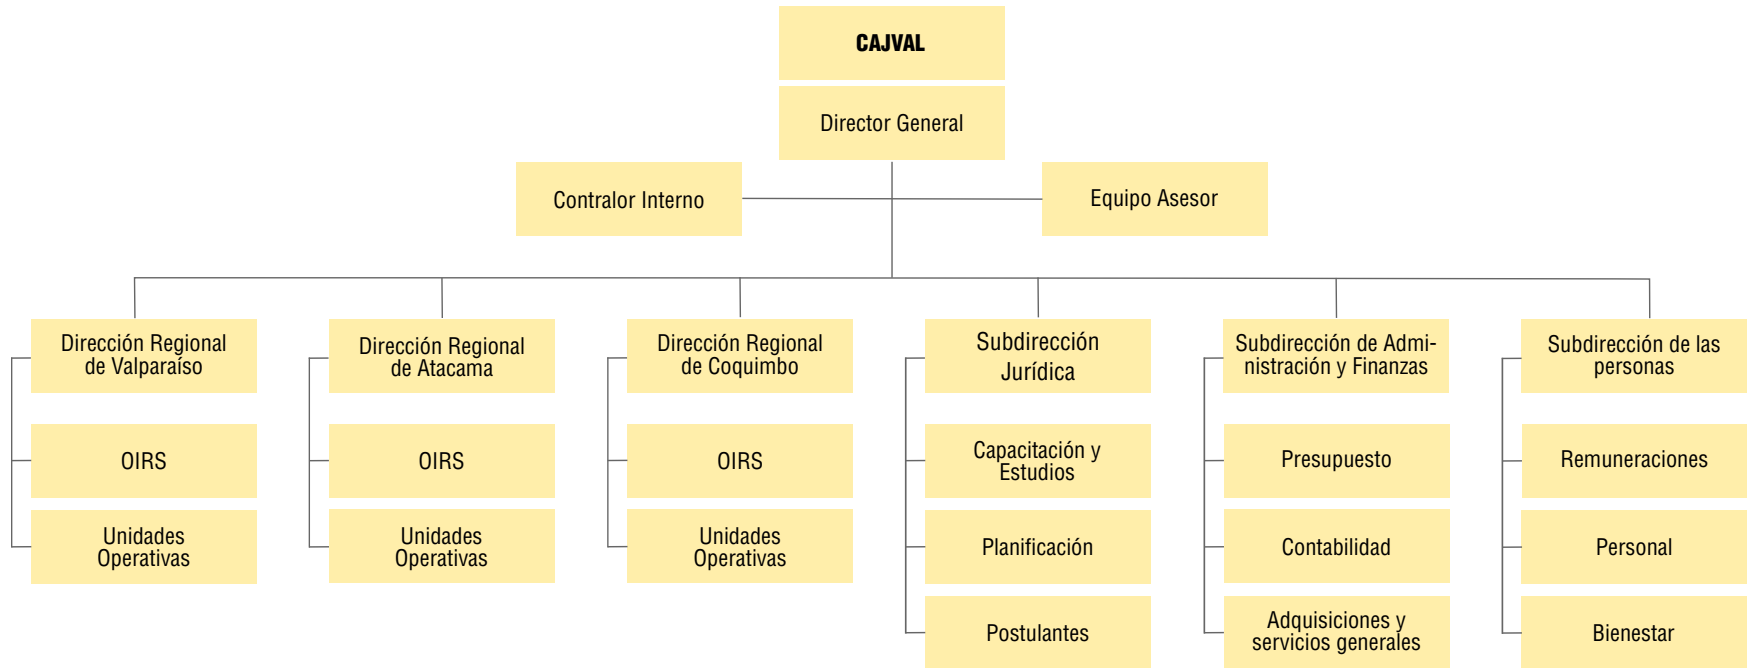 CAJVAL
Director General
Contralor Interno
Equipo Asesor
Dirección Regional
de Valparaíso
Dirección Regional
de Atacama
Dirección Regional
de Coquimbo
Subdirección
Jurídica
Subdirección de Admi-
nistración y Finanzas
Subdirección de las
personas
OIRS
OIRS
OIRS
Capacitación y
Estudios
Presupuesto
Remuneraciones
Unidades
Operativas
Unidades
Operativas
Unidades
Operativas
Planificación
Contabilidad
Personal
Postulantes
Adquisiciones y
servicios generales
Bienestar